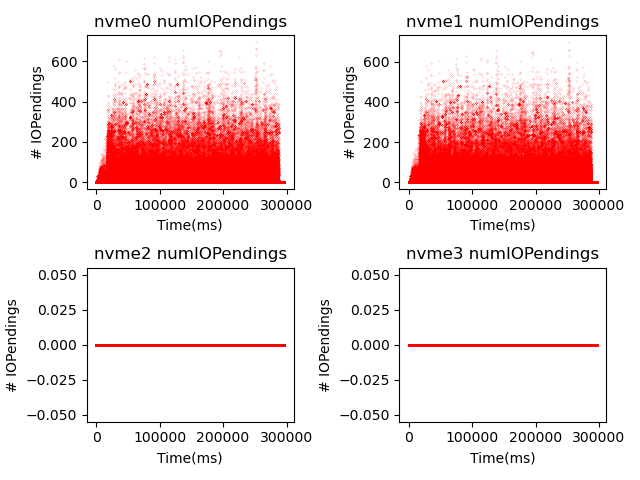 nvme0 numIOPendings
# IOPendings
600
400
200
0
0 100000 200000 300000
Time(ms)
nvme1 numIOPendings
# IOPendings
600
400
200
0
0 100000 200000 300000
Time(ms)
nvme2 numIOPendings
# IOPendings
0.050
0.025
0.000
−0.025
−0.050
0 100000 200000 300000
Time(ms)
nvme3 numIOPendings
# IOPendings
0.050
0.025
0.000
−0.025
−0.050
0 100000 200000 300000
Time(ms)